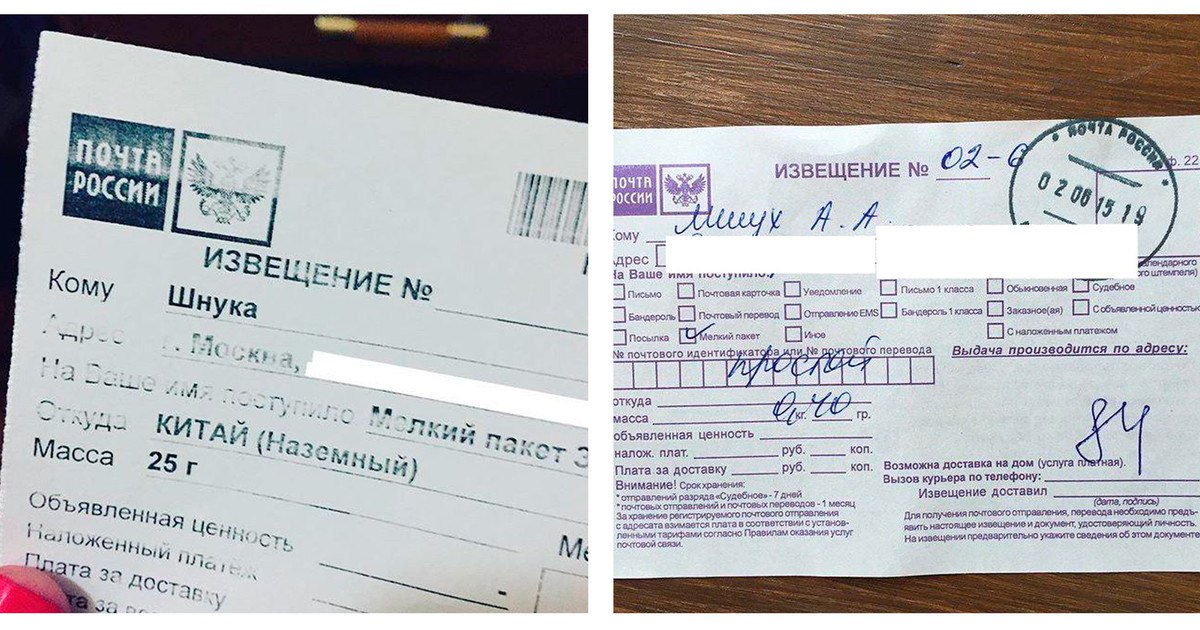 ПОЧТА
РОССИИ
ИЗВЕЩЕНИЕ №
Кому Шнука
Адрес г. Москва,
На Ваше имя поступило Мелкий пакет З
Откуда КИТАЙ (Наземный)
Масса 25 г
Объявленная ценность
Наложенный платеж
Плата за доставку
ПОЧТА
РОССИИ
ИЗВЕЩЕНИЕ № 02-6
ф. 22
ПОЧТА РОССИИ
02 06 15 19
Кому А. А.
Адрес
На Ваше имя поступило:
календарного
штемпеля)
Письмо Почтовая карточка Уведомление Письмо 1 класса Обыкновенная Судебное
Бандероль Почтовый перевод Отправление EMS Бандероль 1 класса Заказное(ая) С объявленной ценностью
Посылка Мелкий пакет Иное С наложенным платежом
№ почтового идентификатора или № почтового перевода Выдача производится по адресу:
простой
откуда
масса 0,40 кг. гр.
84
объявленная ценность
налож. плат. руб. коп.
Плата за доставку руб. коп.
Возможна доставка на дом (услуга платная).
Вызов курьера по телефону:
Извещение доставил
(дата, подпись)
Внимание! Срок хранения:
* отправлений разряда «Судебное» - 7 дней
* почтовых отправлений и почтовых переводов - 1 месяц
За хранение регистрируемого почтового отправления
с адресата взимается плата в соответствии с установ-
ленными тарифами согласно Правилам оказания услуг
почтовой связи.
Для получения почтового отправления, перевода необходимо предъ-
явить настоящее извещение и документ, удостоверяющий личность.
На извещении предварительно укажите сведения об этом документе